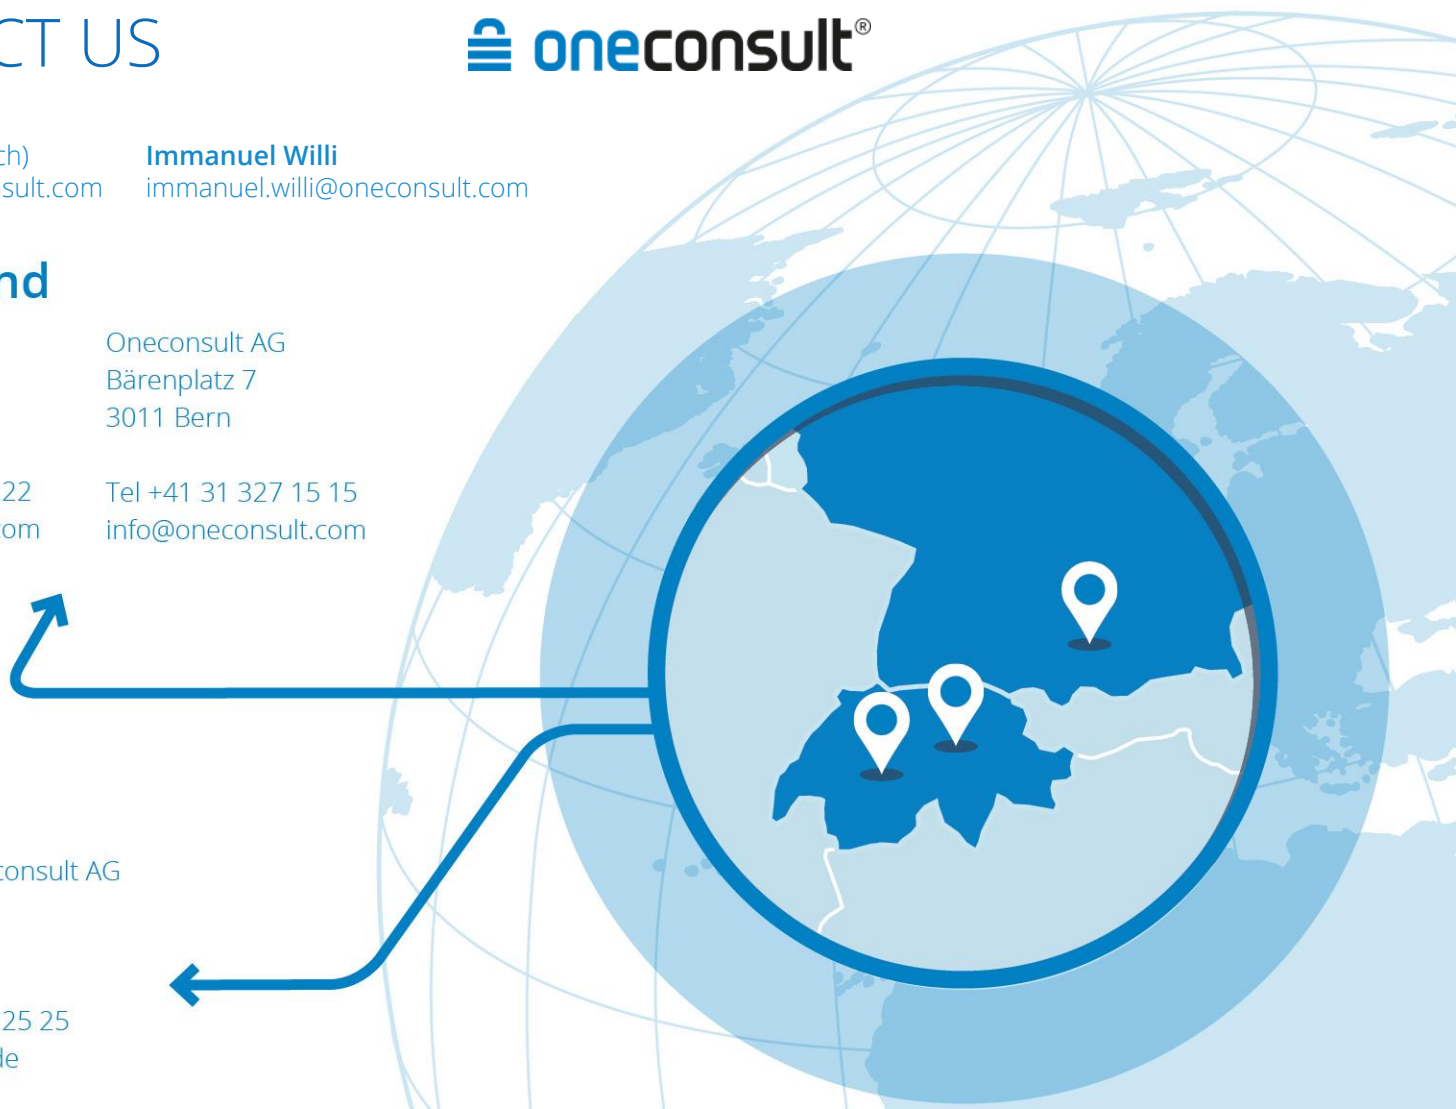 CT US
oneconsult®
ch)
sult.com
Immanuel Willi
immanuel.willi@oneconsult.com
nd
Oneconsult AG
Bärenplatz 7
3011 Bern
22
om
Tel +41 31 327 15 15
info@oneconsult.com
consult AG
25 25
de